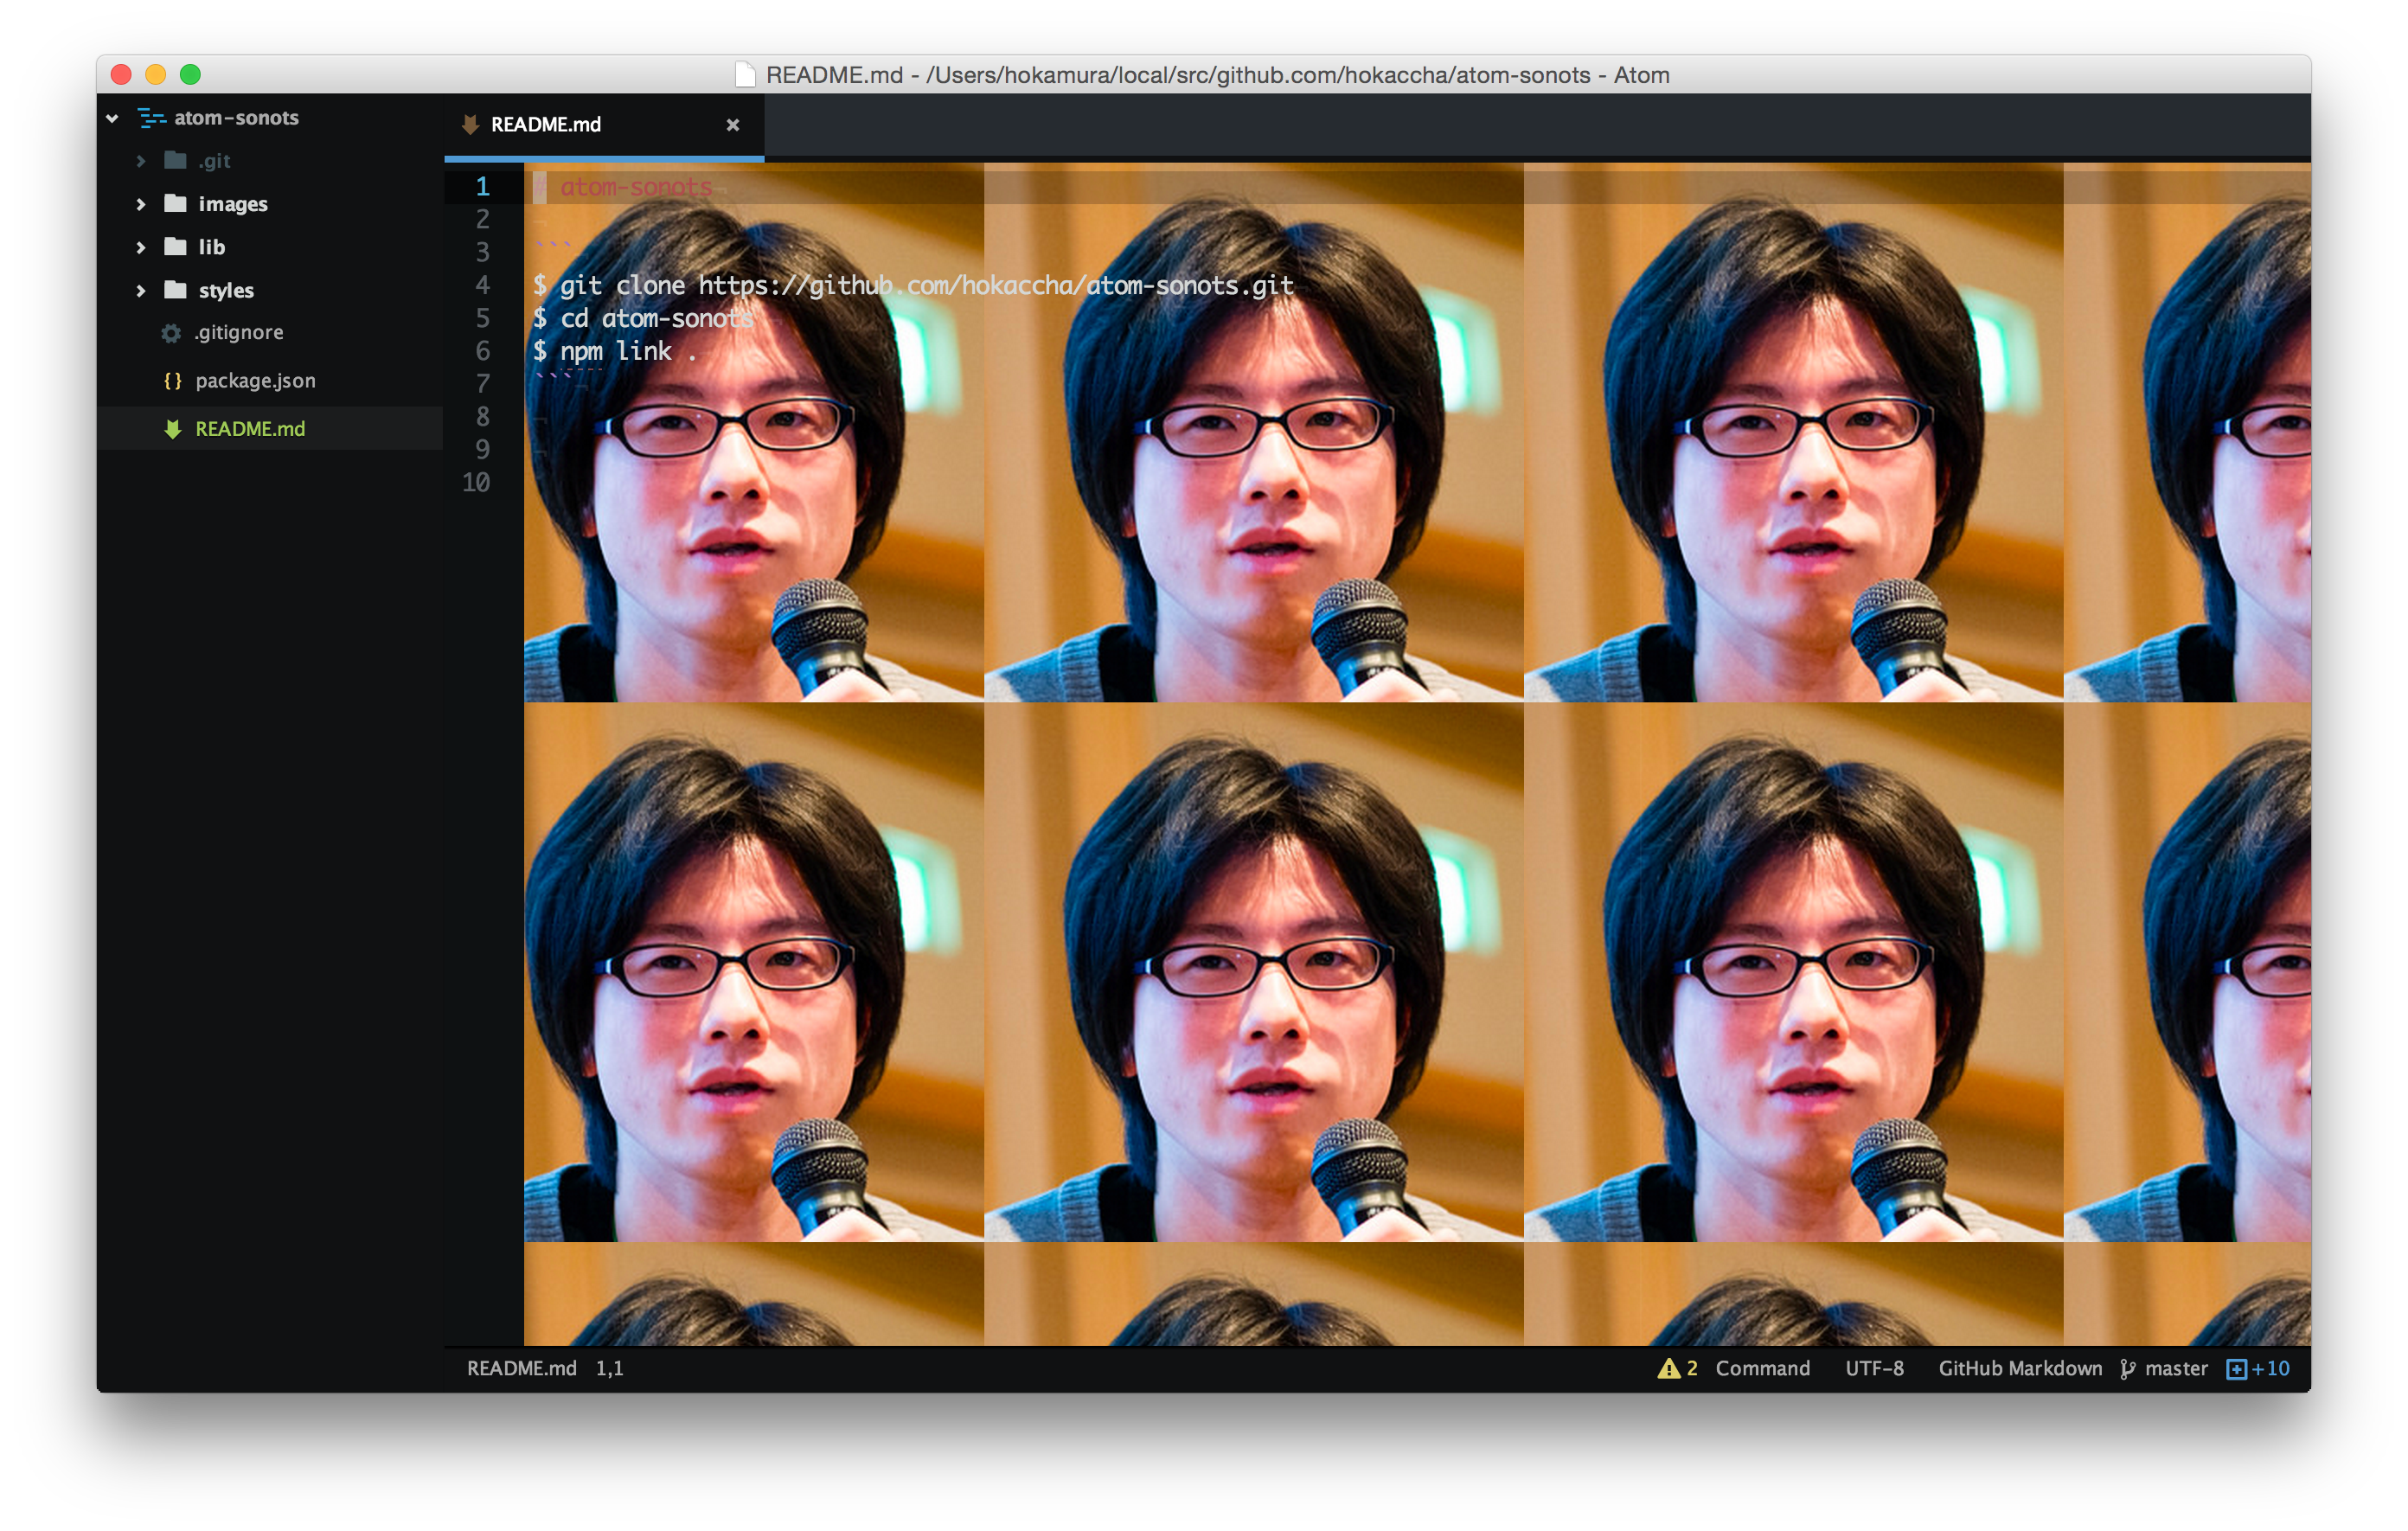 README.md - /Users/hokamura/local/src/github.com/hokaccha/atom-sonots - Atom
atom-sonots
.git
images
lib
styles
.gitignore
{} package.json
README.md
README.md ×
1 # atom-sonots¬
2 ¬
3 ```
4 $ git clone https://github.com/hokaccha/atom-sonots.git
5 $ cd atom-sonots
6 $ npm link .
7 ```¬
8 ¬
9 ¬
10
README.md 1,1
2 Command UTF-8 GitHub Markdown master +10